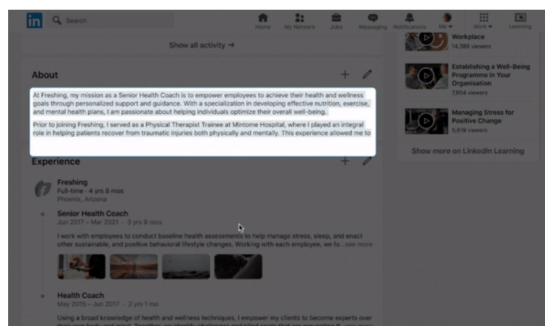 in
Search
Home
My Network
Jobs
Messaging
Notifications
Me
Work
Learning
Show all activity →
Workplace
14,388 viewers
Establishing a Well-Being
Programme in Your
Organisation
7,604 viewers
Managing Stress for
Positive Change
Show more on LinkedIn Learning
About
At Freshing, my mission as a Senior Health Coach is to empower employees to achieve their health and wellness
goals through personalized support and guidance. With a specialization in developing effective nutrition, exercise,
and mental health plans, I am passionate about helping individuals optimize their overall well-being.
Prior to joining Freshing, I served as a Physical Therapist Trainee at Mintome Hospital, where I played an integral
role in helping patients recover from traumatic injuries both physically and mentally. This experience allowed me to
Experience
Freshing
Full-time · 4 yrs 8 mos
Phoenix, Arizona
Senior Health Coach
Jun 2017 – Mar 2021 · 3 yrs 9 mos
I work with employees to conduct baseline health assessments to help manage stress, sleep, and enact
other sustainable, and positive behavioral lifestyle changes. Working with each employee, we fo... see more
Health Coach
May 2015 – Jun 2017 · 2 yrs 1 mo
Using a broad knowledge of health and wellness techniques, I empower my clients to become experts over